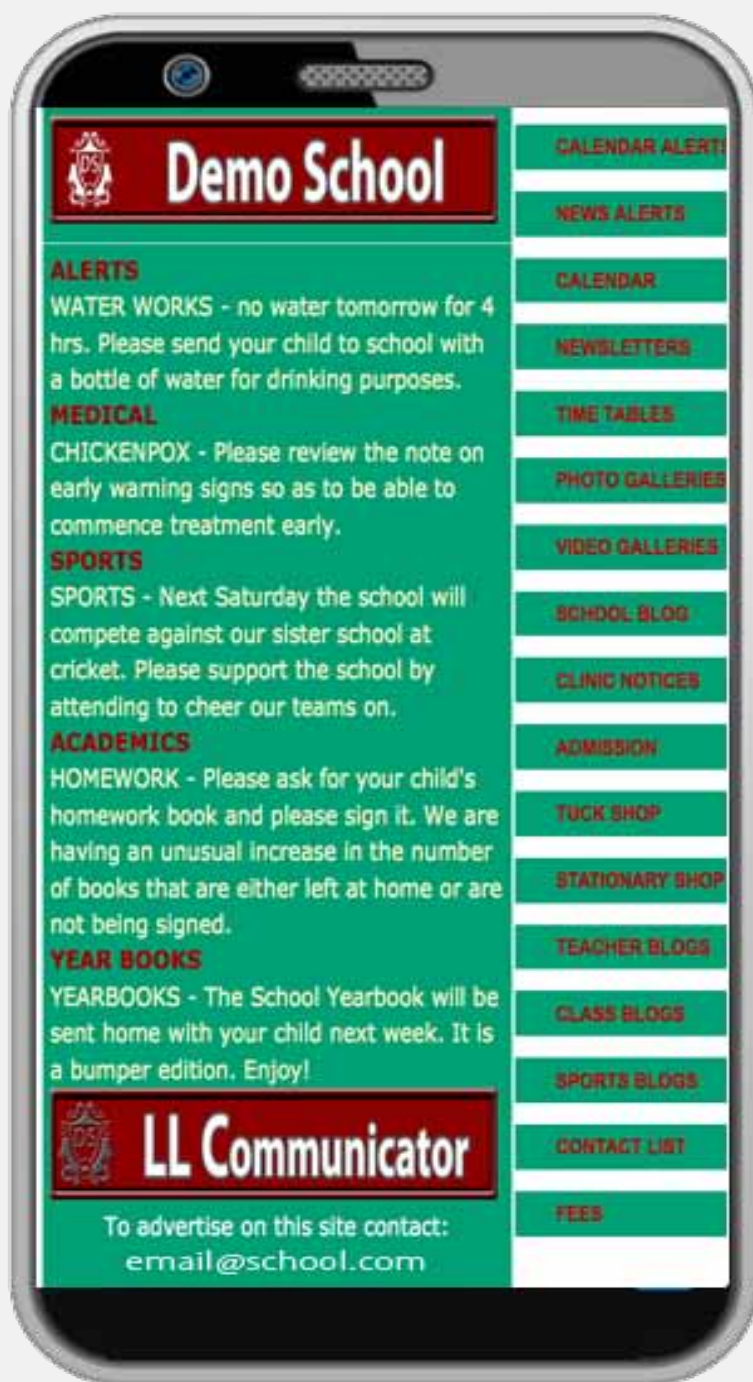 DS
Demo School
ALERTS
WATER WORKS - no water tomorrow for 4
hrs. Please send your child to school with
a bottle of water for drinking purposes.
MEDICAL
CHICKENPOX - Please review the note on
early warning signs so as to be able to
commence treatment early.
SPORTS
SPORTS - Next Saturday the school will
compete against our sister school at
cricket. Please support the school by
attending to cheer our teams on.
ACADEMICS
HOMEWORK - Please ask for your child's
homework book and please sign it. We are
having an unusual increase in the number
of books that are either left at home or are
not being signed.
YEAR BOOKS
YEARBOOKS - The School Yearbook will be
sent home with your child next week. It is
a bumper edition. Enjoy!
DS
LL Communicator
To advertise on this site contact:
email@school.com
CALENDAR ALERTS
NEWS ALERTS
CALENDAR
NEWSLETTERS
TIME TABLES
PHOTO GALLERIES
VIDEO GALLERIES
SCHOOL BLOG
CLINIC NOTICES
ADMISSION
TUCK SHOP
STATIONARY SHOP
TEACHER BLOGS
CLASS BLOGS
SPORTS BLOGS
CONTACT LIST
FEES